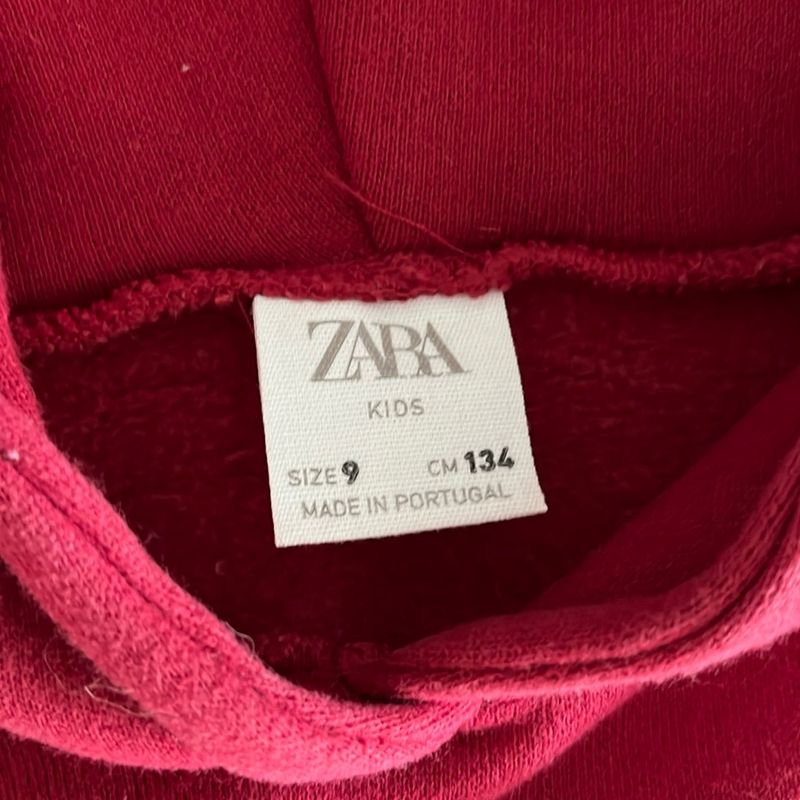 ZARA
KIDS
SIZE 9 CM 134
MADE IN PORTUGAL